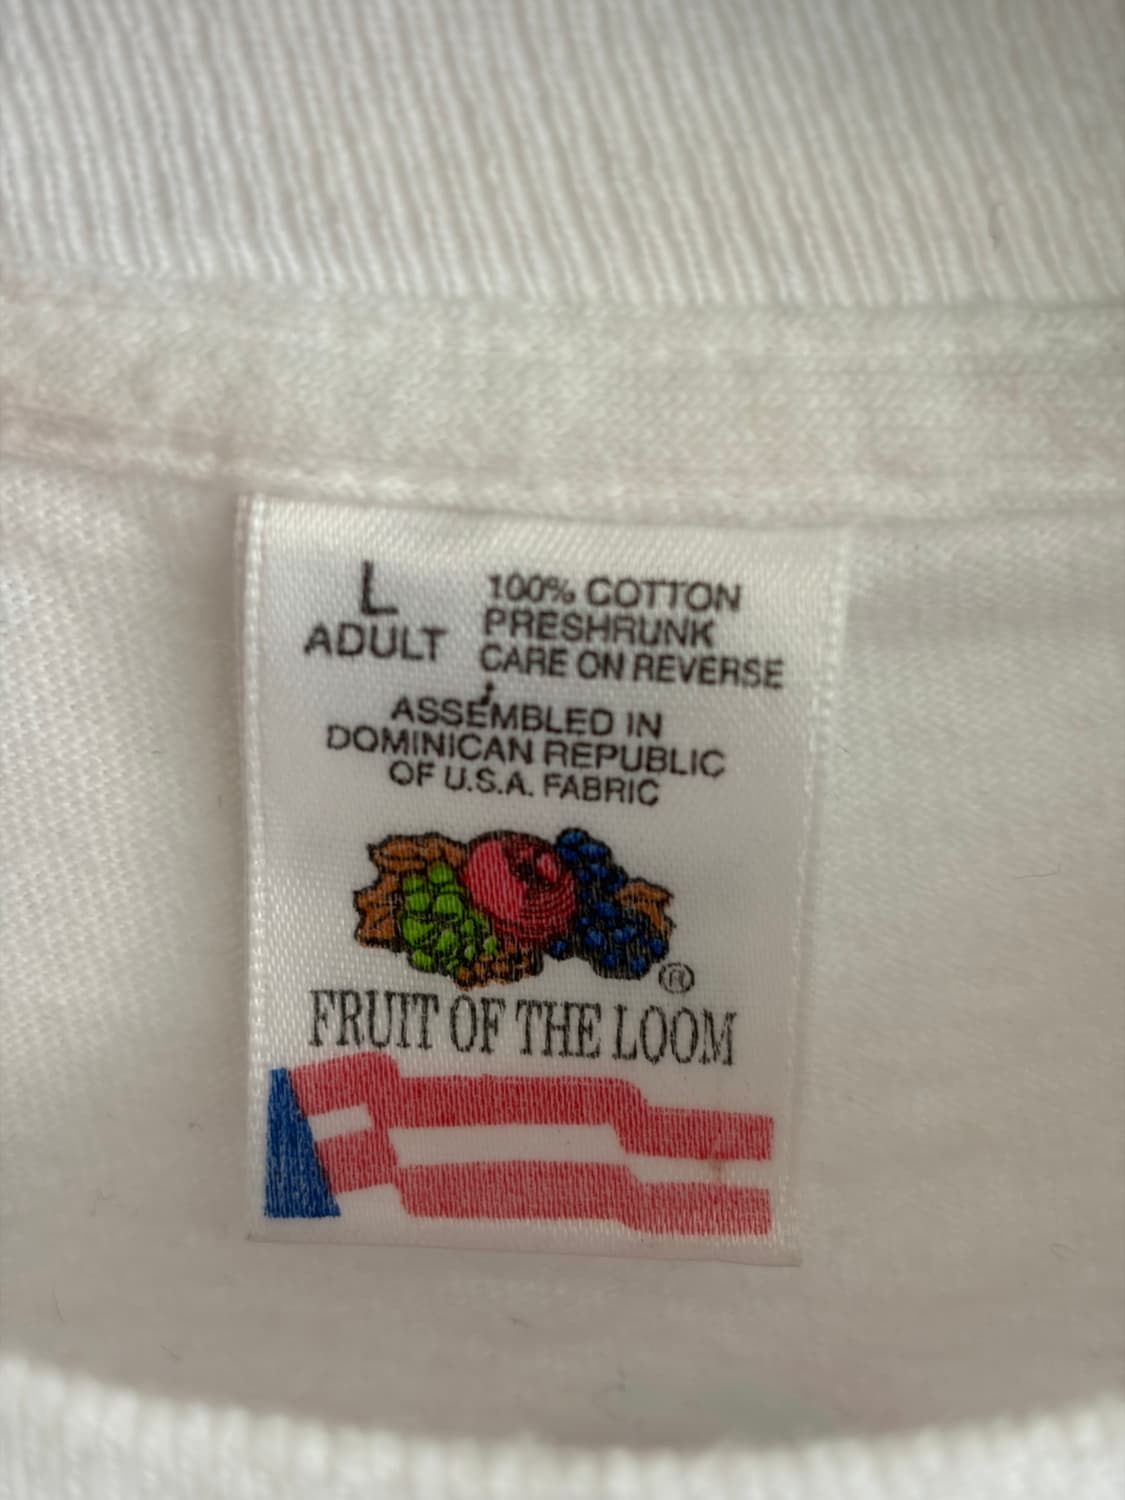 L
ADULT
100% COTTON
PRESHRUNK
CARE ON REVERSE
ASSEMBLED IN
DOMINICAN REPUBLIC
OF U.S.A. FABRIC
®
FRUIT OF THE LOOM